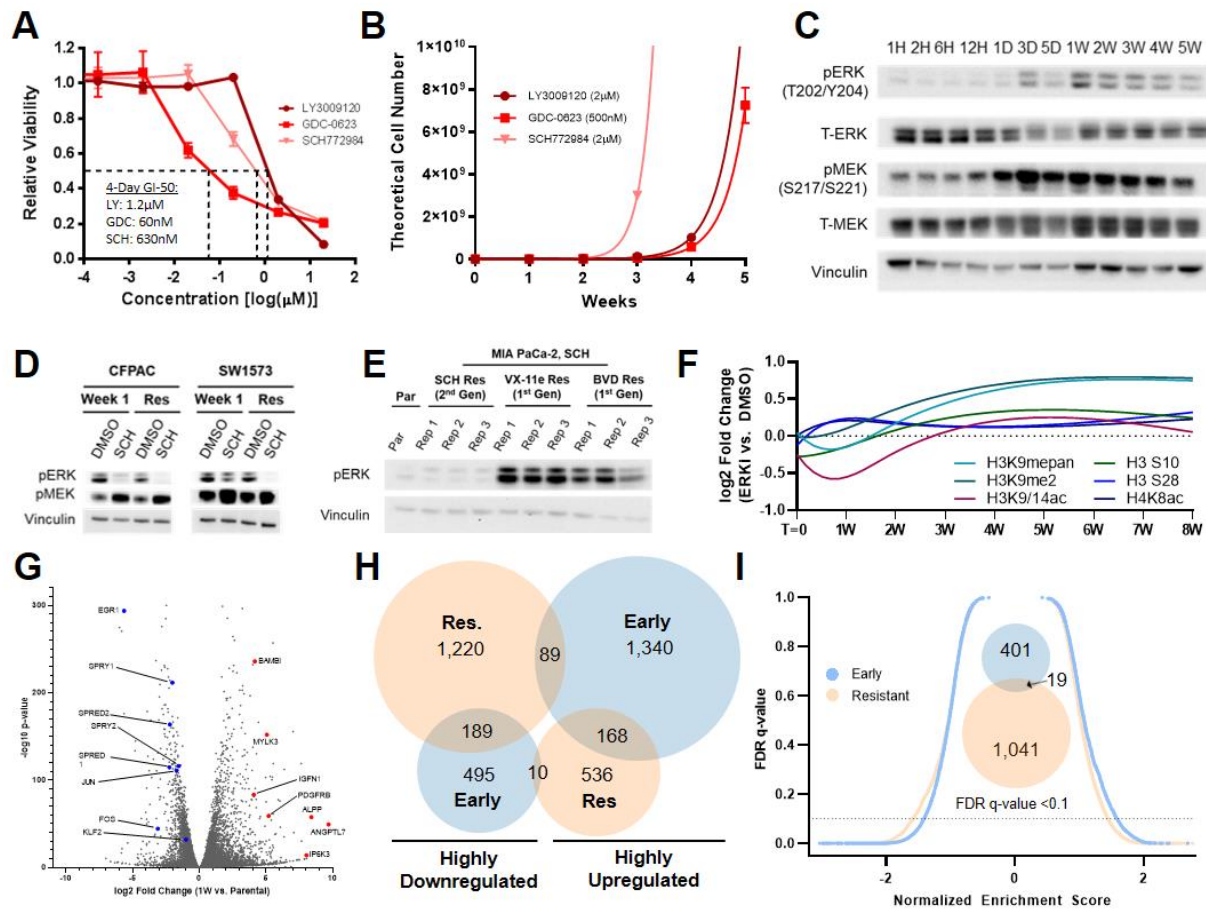 A
1.2
1.0
0.8
0.6
0.4
0.2
0.0
Relative Viability
LY3009120
GDC-0623
SCH772984
4-Day GI-50:
LY: 1.2µM
GDC: 60nM
SCH: 630nM
-4 -3 -2 -1 0 1 2
Concentration [log(µM)]
B
1×10¹⁰
8×10⁹
6×10⁹
4×10⁹
2×10⁹
0
Theoretical Cell Number
LY3009120 (2µM)
GDC-0623 (500nM)
SCH772984 (2µM)
0 1 2 3 4 5
Weeks
C
1H 2H 6H 12H 1D 3D 5D 1W 2W 3W 4W 5W
pERK
(T202/Y204)
T-ERK
pMEK
(S217/S221)
T-MEK
Vinculin
D
CFPAC SW1573
Week 1 Res Week 1 Res
DMSO SCH DMSO SCH DMSO SCH DMSO SCH
pERK
pMEK
Vinculin
E
MIA PaCa-2, SCH
Par SCH Res (2nd Gen) VX-11e Res (1st Gen) BVD Res (1st Gen)
Par Rep 1 Rep 2 Rep 3 Rep 1 Rep 2 Rep 3 Rep 1 Rep 2 Rep 3
pERK
Vinculin
F
1.0
0.5
0.0
-0.5
-1.0
log2 Fold Change
(ERKI vs. DMSO)
H3K9mepan H3 S10
H3K9me2 H3 S28
H3K9/14ac H4K8ac
T=0 1W 2W 3W 4W 5W 6W 7W 8W
G
300
200
100
0
-log10 p-value
EGR1
SPRY1
SPRED2
SPRY2
SPRED
1
JUN
FOS
KLF2
BAMBI
MYLK3
IGFN1
PDGFRB
ALPP
ANGPTL7
IP6K3
-10 -5 0 5 10
log2 Fold Change (1W vs. Parental)
H
Res.
1,220
89
Early
1,340
189
168
495
Early
10
536
Res
Highly
Downregulated
Highly
Upregulated
I
1.0
0.8
0.6
0.4
0.2
0.0
FDR q-value
Early
Resistant
401
19
1,041
FDR q-value <0.1
-2 0 2
Normalized Enrichment Score